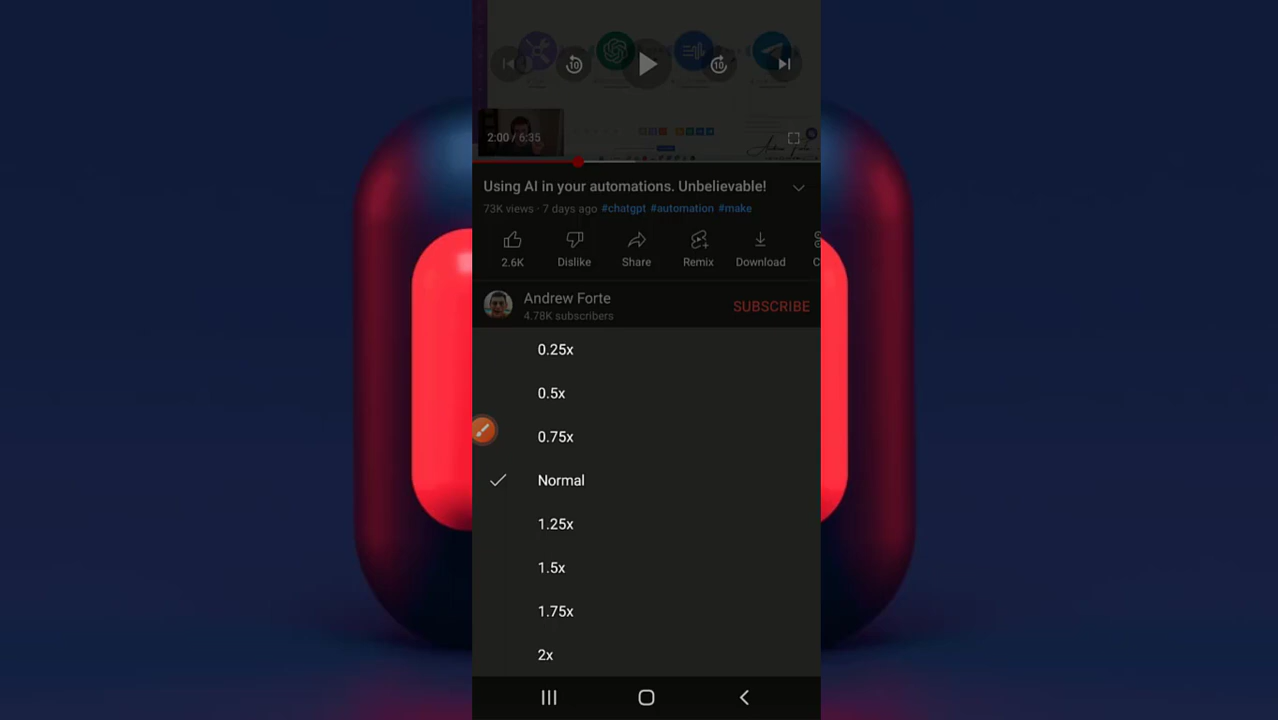 10
10
2:00 / 6:35
Using AI in your automations. Unbelievable!
73K views · 7 days ago #chatgpt #automation #make
2.6K
Dislike
Share
Remix
Download
C
Andrew Forte
4.78K subscribers
SUBSCRIBE
0.25x
0.5x
0.75x
Normal
1.25x
1.5x
1.75x
2x